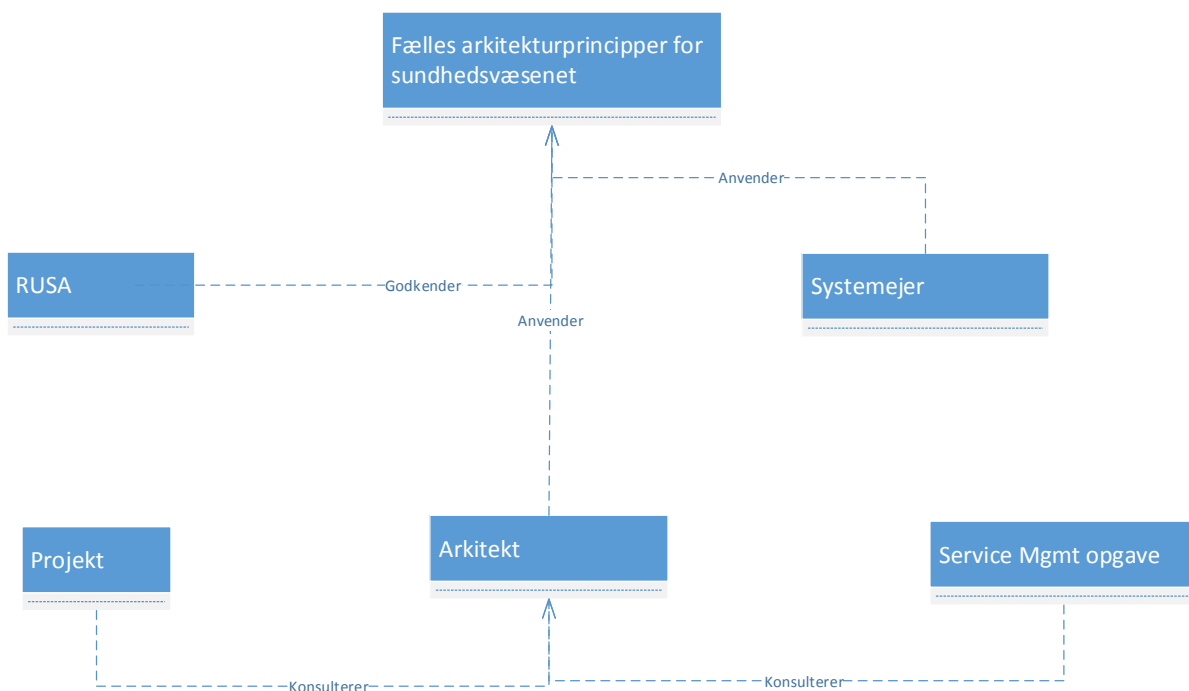 Fælles arkitekturprincipper for
sundhedsvæsenet
Anvender
RUSA
Godkender
Systemejer
Anvender
Projekt
Arkitekt
Service Mgmt opgave
Konsulterer
Konsulterer